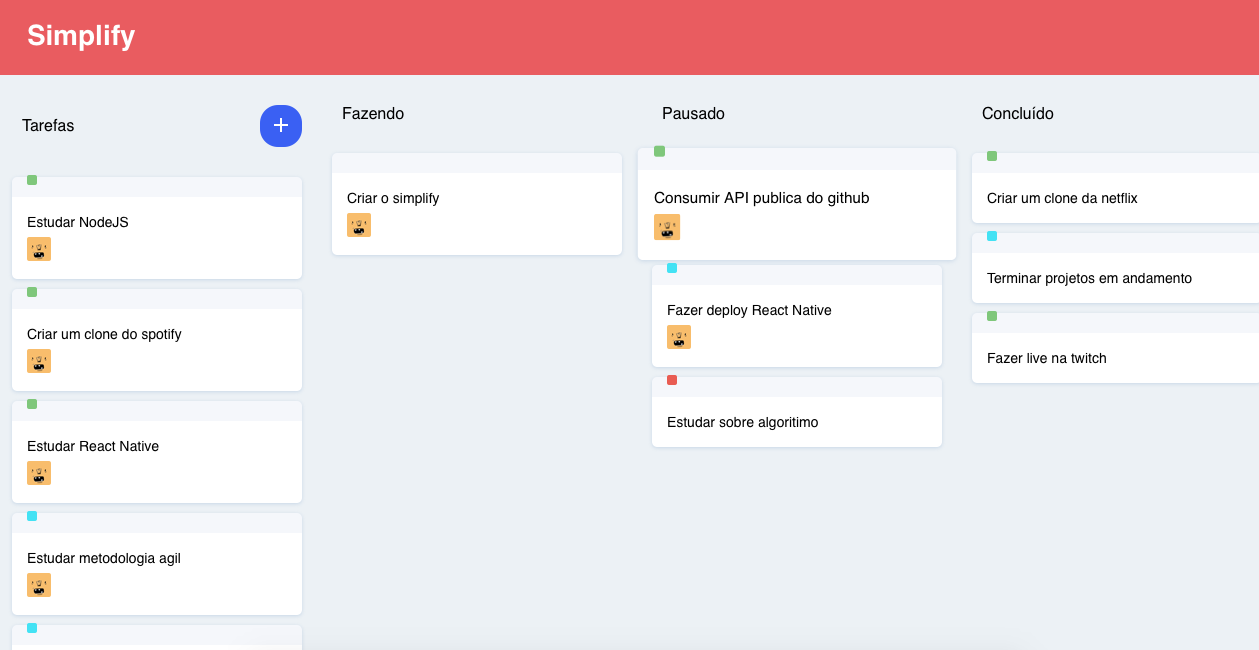 Simplify
Tarefas
Estudar NodeJS
Criar um clone do spotify
Estudar React Native
Estudar metodologia agil
Fazendo
Criar o simplify
Pausado
Consumir API publica do github
Fazer deploy React Native
Estudar sobre algoritimo
Concluído
Criar um clone da netflix
Terminar projetos em andamento
Fazer live na twitch